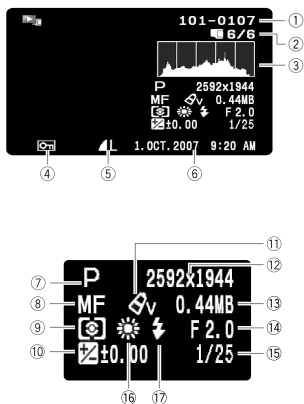 101-0107 ①
6/6 ②
③
P 2592x1944
MF V 0.44MB
F 2.0
±0.00 1/25
L 1.OCT.2007 9:20 AM
④ ⑤ ⑥
⑪
⑫
⑦ P 2592x1944
⑧ MF V 0.44MB ⑬
⑨ F 2.0 ⑭
⑩ ±0.00 1/25 ⑮
⑯ ⑰